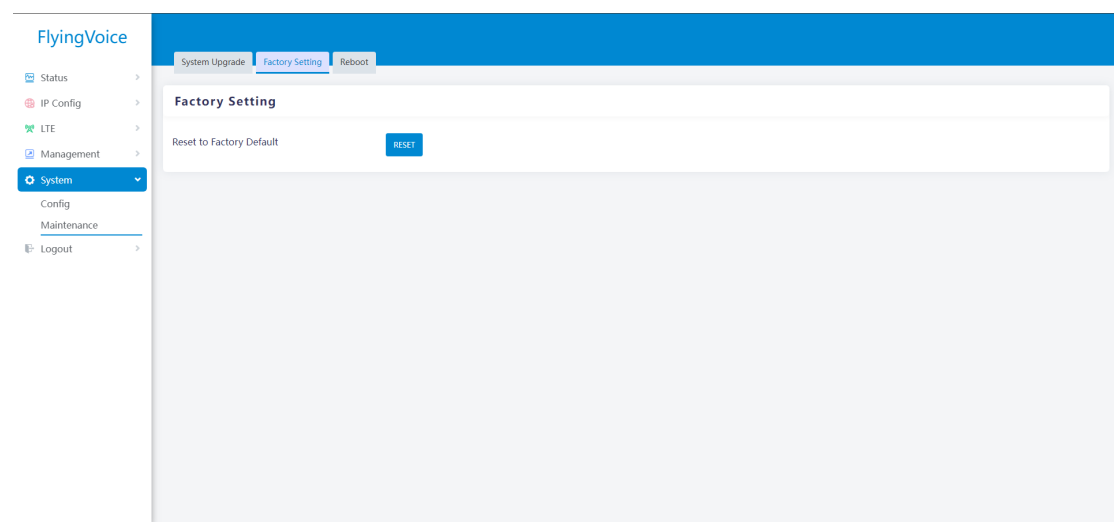 FlyingVoice
System Upgrade Factory Setting Reboot
Status
IP Config
LTE
Management
System
Config
Maintenance
Logout
Factory Setting
Reset to Factory Default RESET